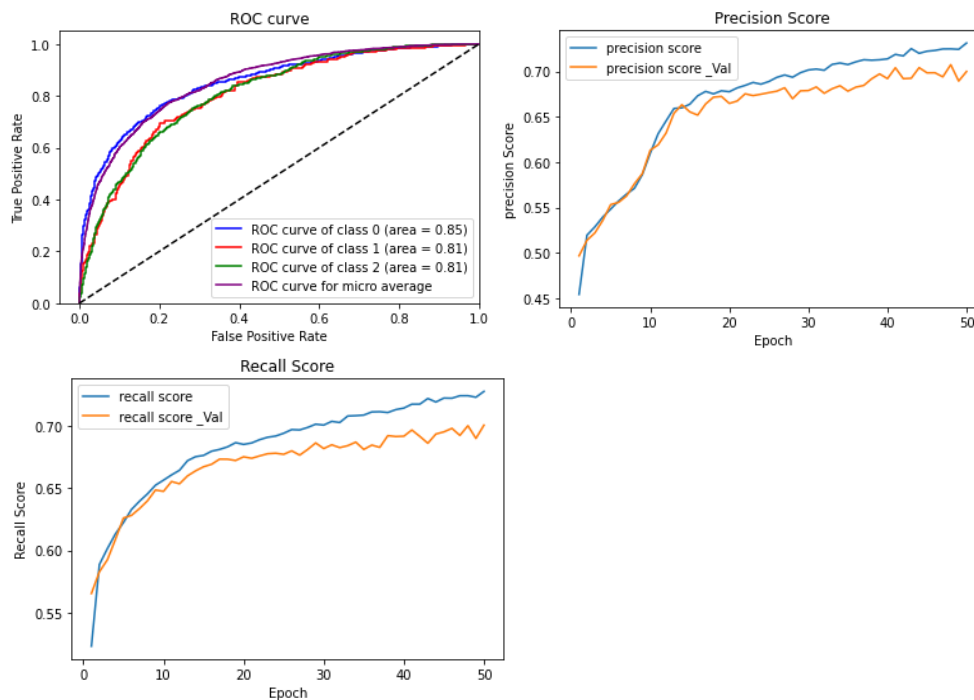 ROC curve
True Positive Rate
1.0
0.8
0.6
0.4
0.2
0.0
ROC curve of class 0 (area = 0.85)
ROC curve of class 1 (area = 0.81)
ROC curve of class 2 (area = 0.81)
ROC curve for micro average
0.0 0.2 0.4 0.6 0.8 1.0
False Positive Rate
Precision Score
precision Score
precision score
precision score _Val
0.70
0.65
0.60
0.55
0.50
0.45
0 10 20 30 40 50
Epoch
Recall Score
Recall Score
recall score
recall score _Val
0.70
0.65
0.60
0.55
0 10 20 30 40 50
Epoch